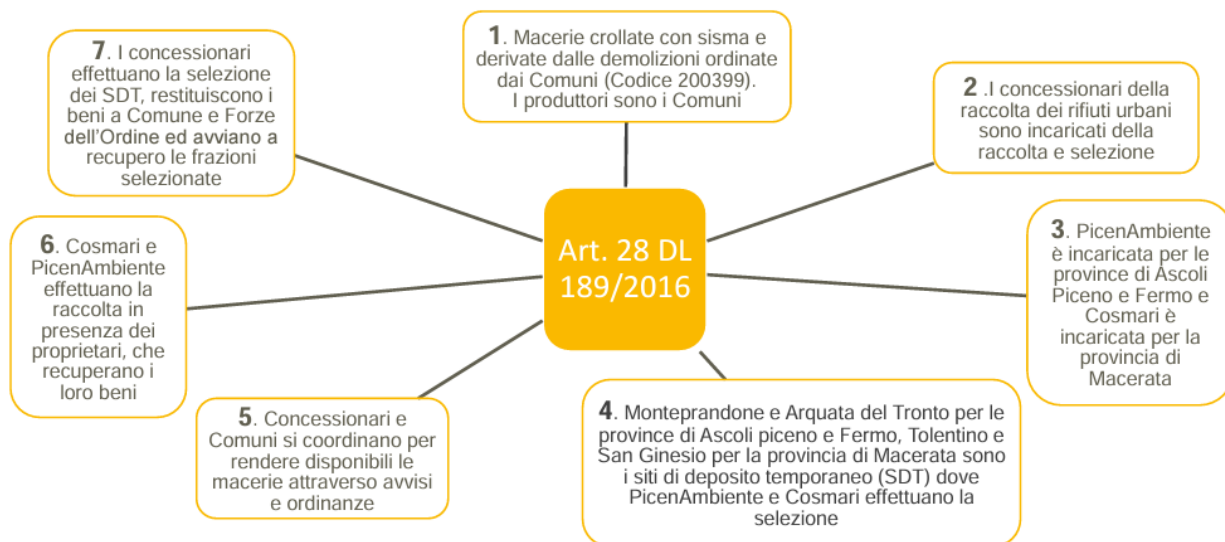 1. Macerie crollate con sisma e
derivate dalle demolizioni ordinate
dai Comuni (Codice 200399).
I produttori sono i Comuni
2 .I concessionari della
raccolta dei rifiuti urbani
sono incaricati della
raccolta e selezione
3. PicenAmbiente
è incaricata per le
province di Ascoli
Piceno e Fermo e
Cosmari è
incaricata per la
provincia di
Macerata
4. Monteprandone e Arquata del Tronto per le
province di Ascoli piceno e Fermo, Tolentino e
San Ginesio per la provincia di Macerata sono
i siti di deposito temporaneo (SDT) dove
PicenAmbiente e Cosmari effettuano la
selezione
5. Concessionari e
Comuni si coordinano per
rendere disponibili le
macerie attraverso avvisi
e ordinanze
6. Cosmari e
PicenAmbiente
effettuano la
raccolta in
presenza dei
proprietari, che
recuperano i
loro beni
7. I concessionari
effettuano la selezione
dei SDT, restituiscono i
beni a Comune e Forze
dell'Ordine ed avviano a
recupero le frazioni
selezionate
Art. 28 DL
189/2016